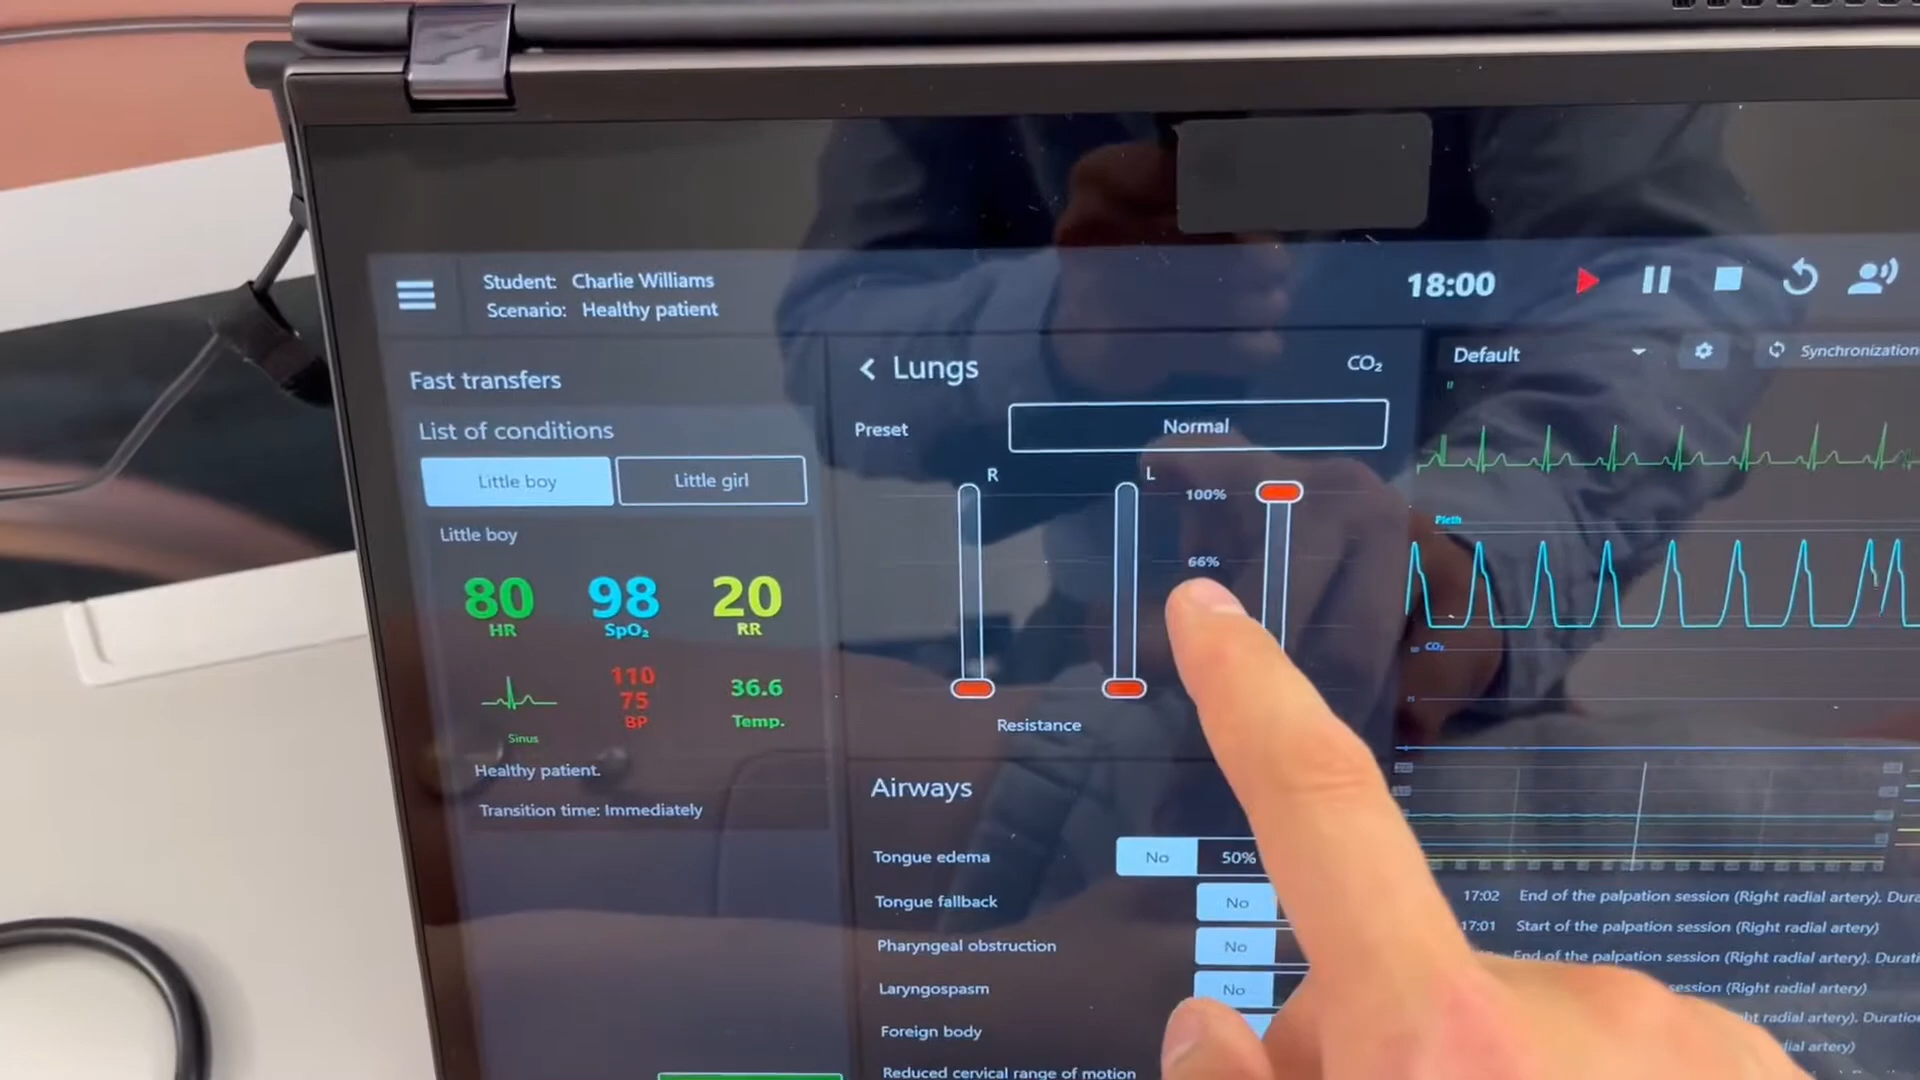 Student: Charlie Williams
Scenario: Healthy patient
18:00
Fast transfers
List of conditions
Little boy
Little girl
Little boy
80
HR
98
SpO₂
20
RR
Sinus
110
75
BP
36.6
Temp.
Healthy patient.
Transition time: Immediately
Lungs
CO₂
Preset
Normal
R
L
100%
66%
Resistance
Airways
Tongue edema
No
50%
Tongue fallback
No
Pharyngeal obstruction
No
Laryngospasm
No
Foreign body
Reduced cervical range of motion
Default
Synchronization
Pleth
CO₂
17:02 End of the palpation session (Right radial artery). Dura
17:01 Start of the palpation session (Right radial artery)
End of the palpation session (Right radial artery). Durati
session (Right radial artery)
radial artery). Duratio
artery)